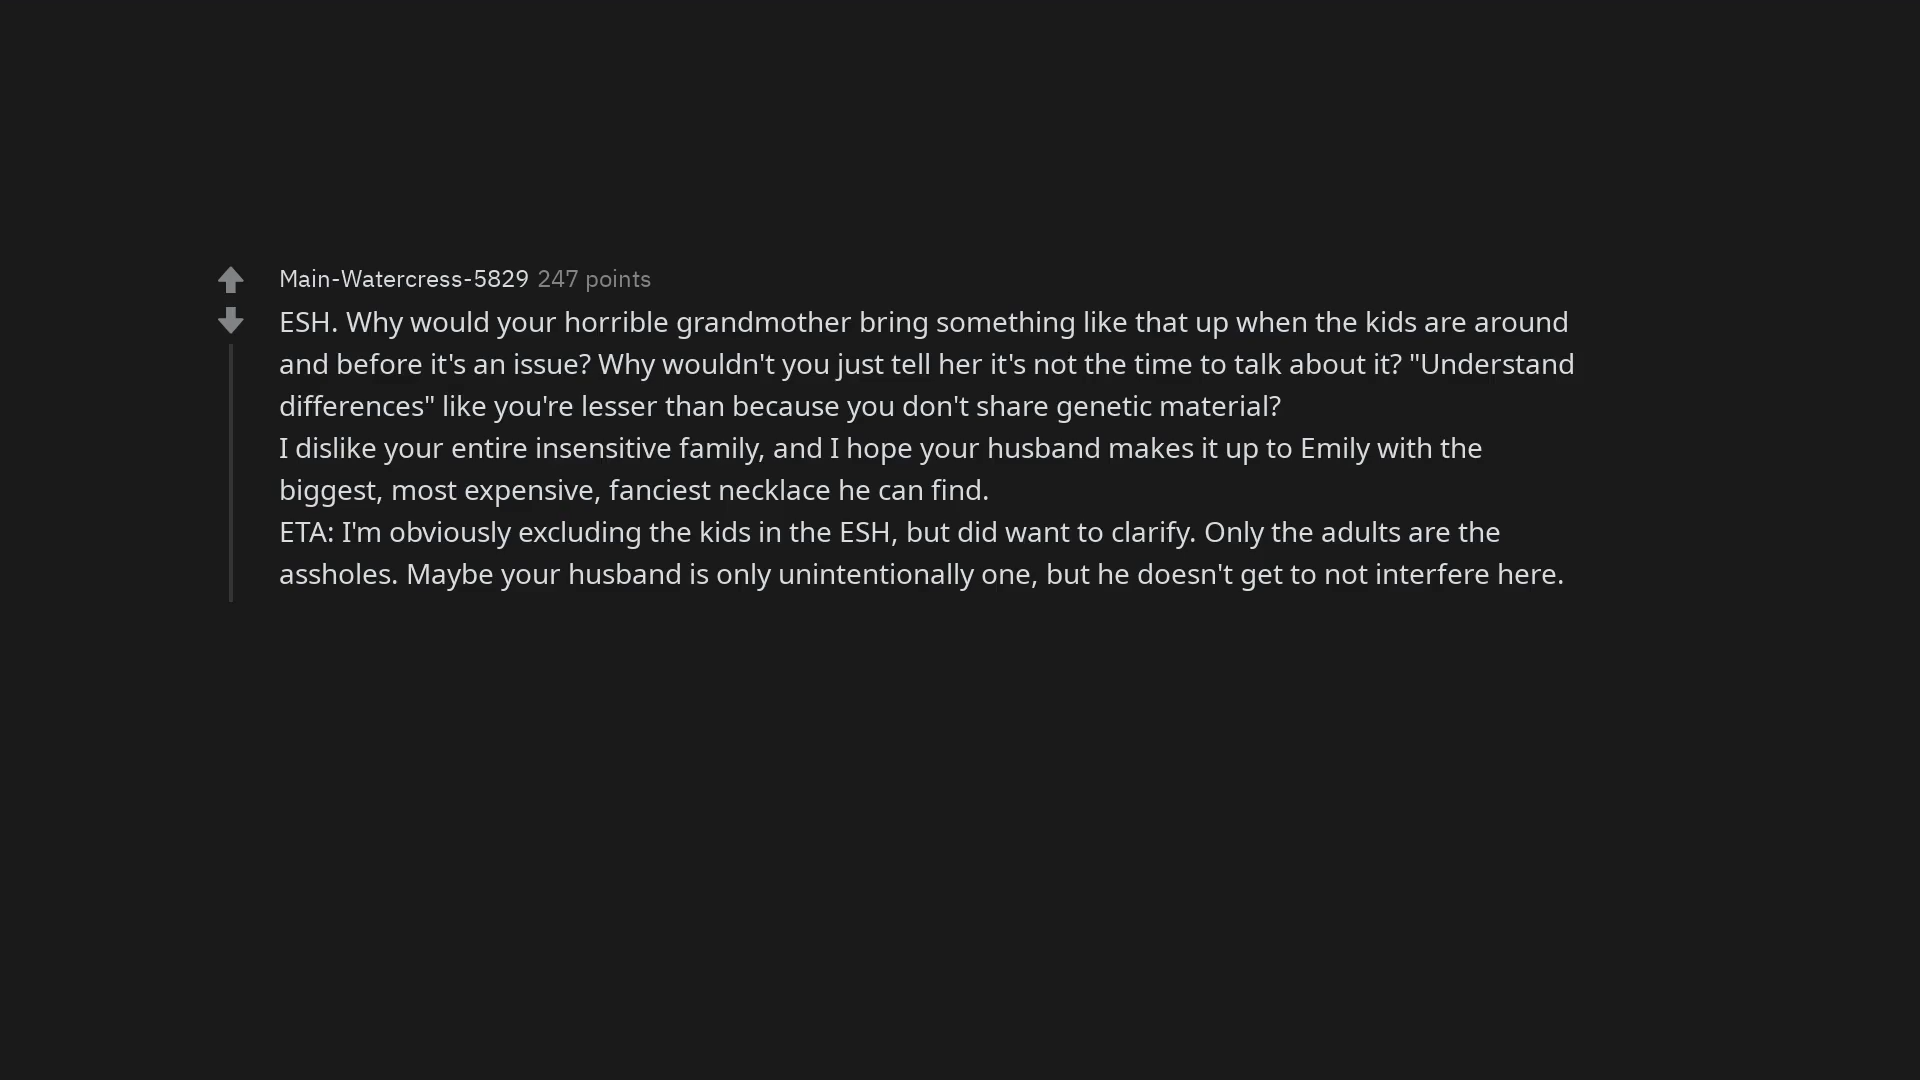 Main-Watercress-5829 247 points
ESH. Why would your horrible grandmother bring something like that up when the kids are around
and before it's an issue? Why wouldn't you just tell her it's not the time to talk about it? "Understand
differences" like you're lesser than because you don't share genetic material?
I dislike your entire insensitive family, and I hope your husband makes it up to Emily with the
biggest, most expensive, fanciest necklace he can find.
ETA: I'm obviously excluding the kids in the ESH, but did want to clarify. Only the adults are the
assholes. Maybe your husband is only unintentionally one, but he doesn't get to not interfere here.